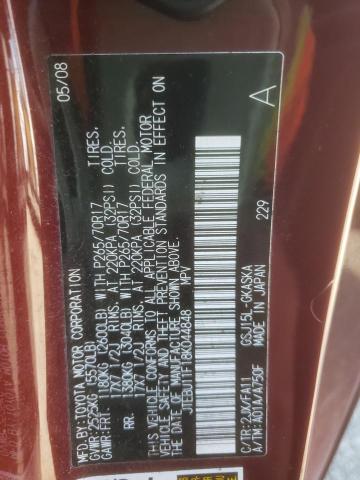 MFD.BY:TOYOTA MOTOR CORPORATION 05/08
GVWR:2525KG (5570LB)
GAWR:FRT. 1180KG (2600LB) WITH P265/70R17 TIRES.
17X7 1/2J RIMS, AT 220KPA (32PSI) COLD.
RR. 1380KG (3040LB) WITH P265/70R17 TIRES.
17X7 1/2J RIMS, AT 220KPA (32PSI) COLD.
THIS VEHICLE CONFORMS TO ALL APPLICABLE FEDERAL MOTOR
VEHICLE SAFETY, BUMPER, AND THEFT PREVENTION STANDARDS IN
EFFECT ON THE DATE OF MANUFACTURE SHOWN ABOVE.
JTEBU11F18K044848 MPV
GSJ15L-GKASKA 229
C/TR:2JX/FA11 MADE IN JAPAN
A/TM:A01A/A750F A